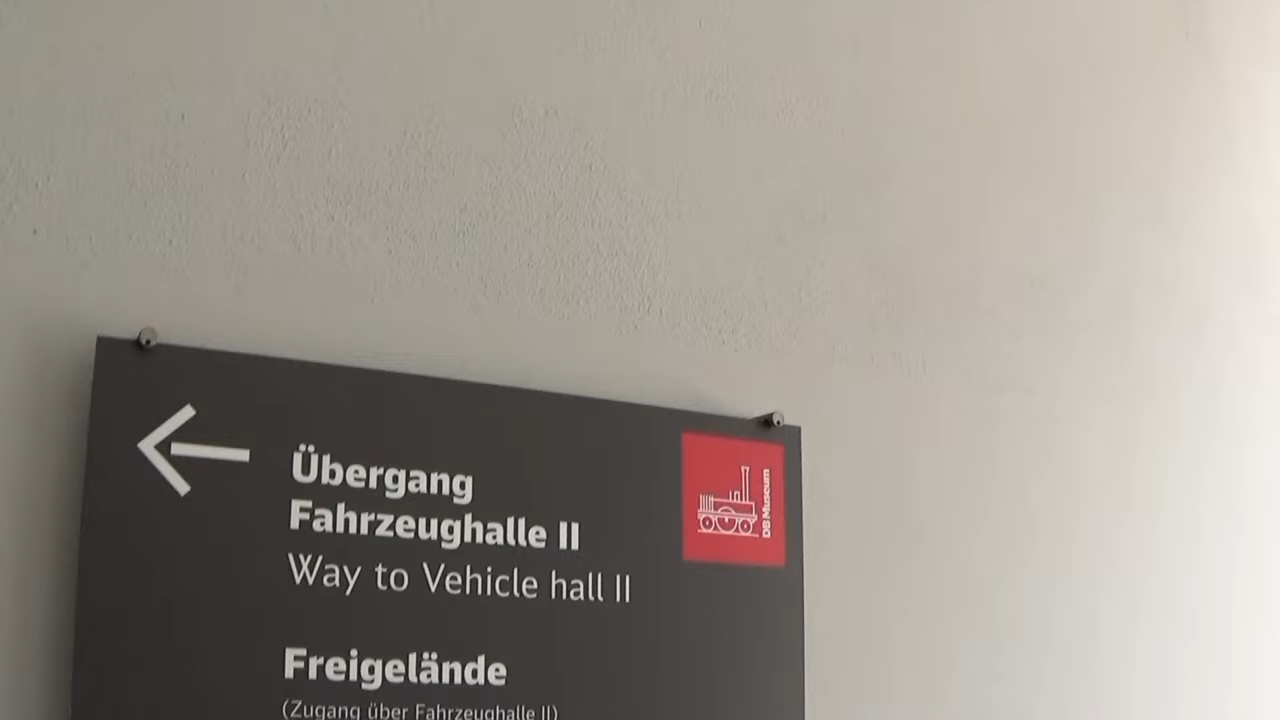 Übergang
Fahrzeughalle II
Way to Vehicle hall II
Freigelände
(Zugang über Fahrzeughalle II)
DB Museum